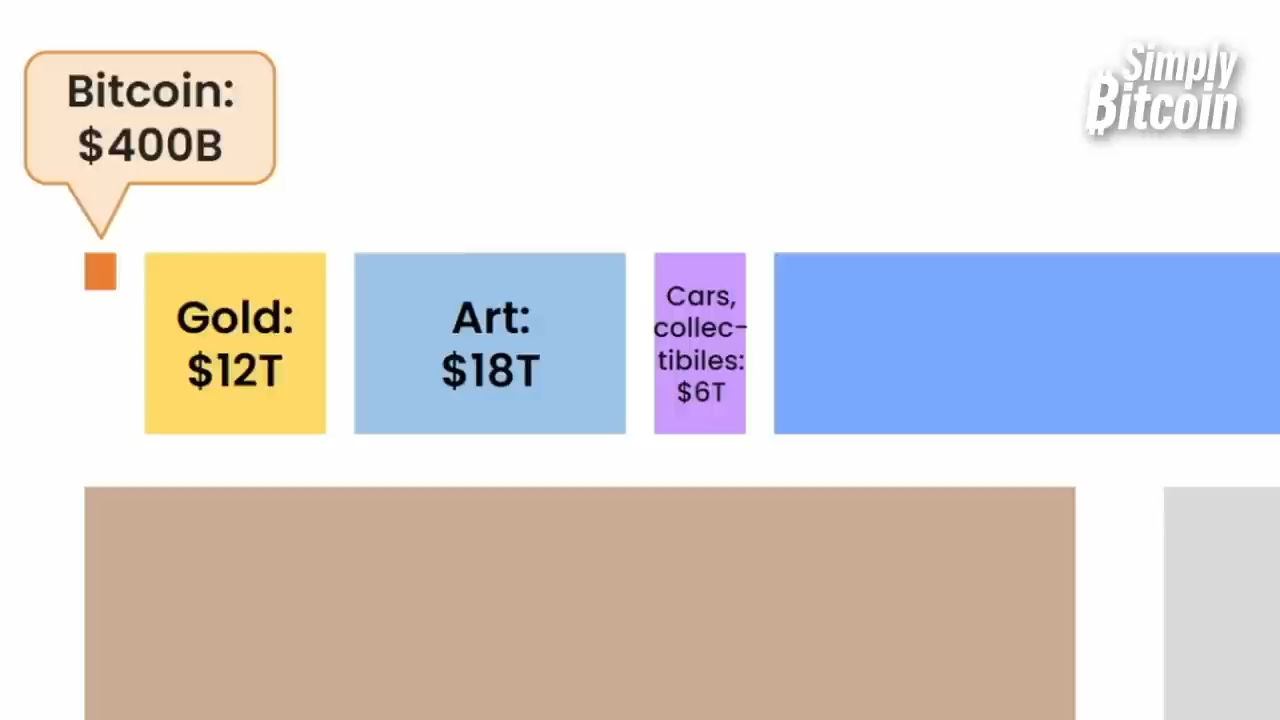 Bitcoin:
$400B
Simply
Bitcoin
Gold:
$12T
Art:
$18T
Cars,
collec-
tibiles:
$6T